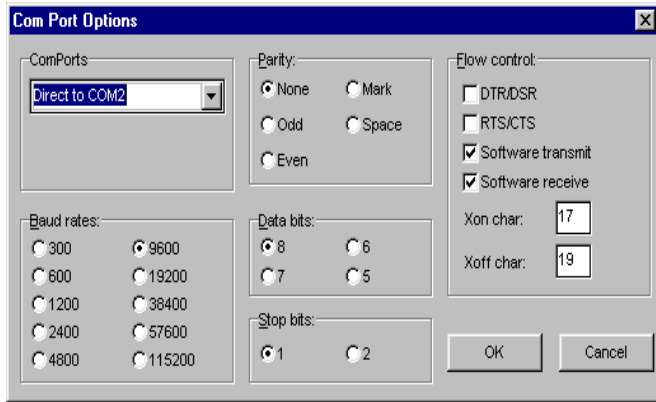 Com Port Options
ComPorts
Direct to COM2
Parity:
None
Mark
Odd
Space
Even
Flow control:
DTR/DSR
RTS/CTS
Software transmit
Software receive
Xon char: 17
Xoff char: 19
Baud rates:
300
9600
600
19200
1200
38400
2400
57600
4800
115200
Data bits:
8
6
7
5
Stop bits:
1
2
OK
Cancel